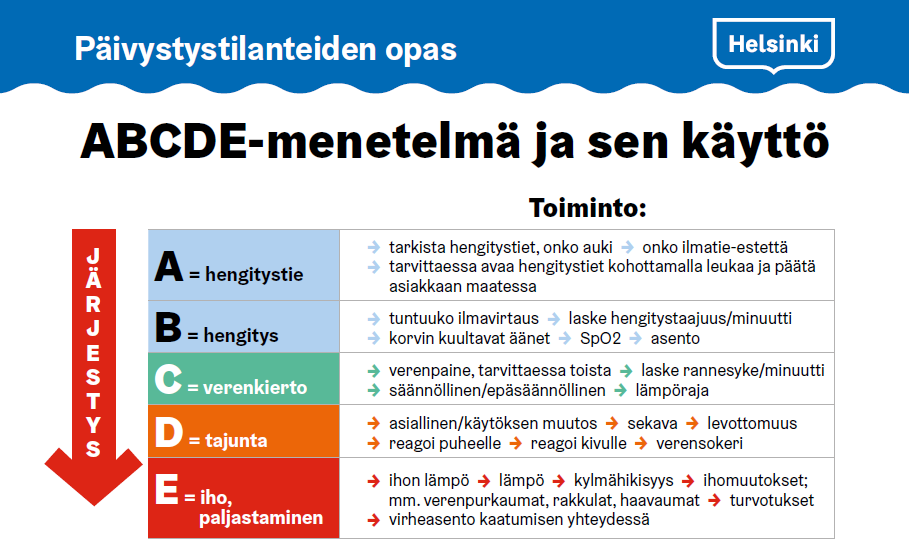 Päivystystilanteiden opas
Helsinki
ABCDE-menetelmä ja sen käyttö
Toiminto:
JÄRJESTYS
A = hengitystie
→ tarkista hengitystiet, onko auki → onko ilmatie-estettä
→ tarvittaessa avaa hengitystiet kohottamalla leukaa ja päätä
asiakkaan maatessa
B = hengitys
→ tuntuuko ilmavirtaus → laske hengitystaajuus/minuutti
→ korvin kuultavat äänet → SpO2 → asento
C = verenkierto
→ verenpaine, tarvittaessa toista → laske rannesyke/minuutti
→ säännöllinen/epäsäännöllinen → lämpöraja
D = tajunta
→ asiallinen/käytöksen muutos → sekava → levottomuus
→ reagoi puheelle → reagoi kivulle → verensokeri
E = iho,
paljastaminen
→ ihon lämpö → lämpö → kylmähikisyys → ihomuutokset;
mm. verenpurkaumat, rakkulat, haavaumat → turvotukset
→ virheasento kaatumisen yhteydessä